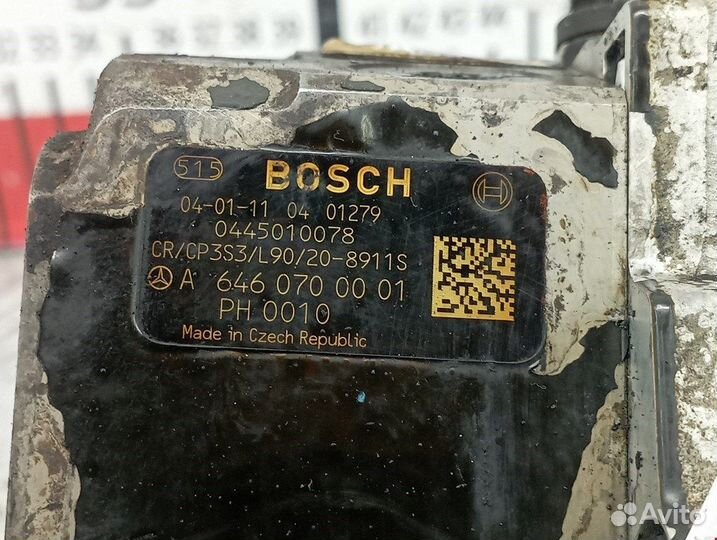 515 BOSCH
04-01-11 04 01279
0445010078
CR/CP3S3/L90/20-8911S
A 646 070 00 01
PH 0010
Made in Czech Republic
Avito